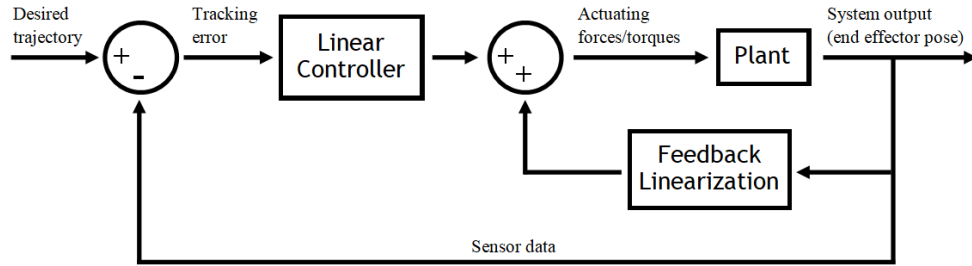 Desired
trajectory
Tracking
error
Actuating
forces/torques
System output
(end effector pose)
+
-
Linear
Controller
+
+
Plant
Feedback
Linearization
Sensor data